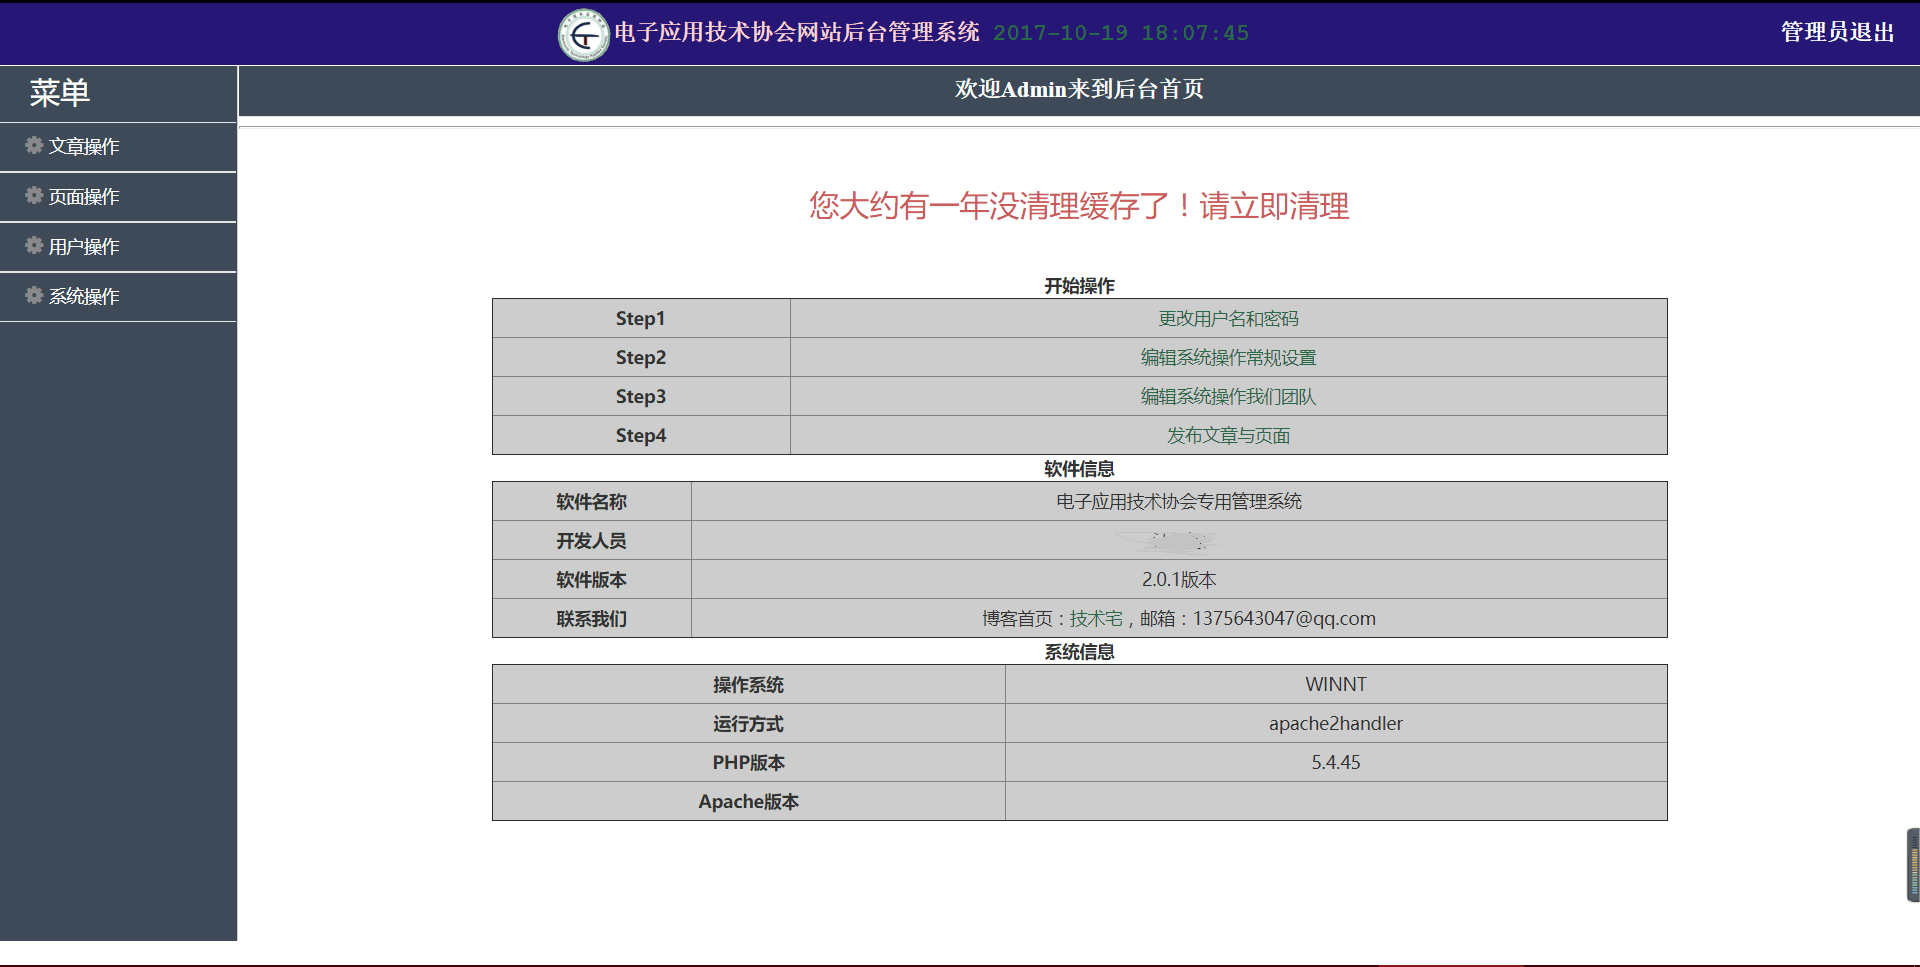 电子应用技术协会网站后台管理系统 2017-10-19 18:07:45
管理员退出
菜单
文章操作
页面操作
用户操作
系统操作
欢迎Admin来到后台首页
您大约有一年没清理缓存了！请立即清理
开始操作
Step1 更改用户名和密码
Step2 编辑系统操作常规设置
Step3 编辑系统操作我们团队
Step4 发布文章与页面
软件信息
软件名称 电子应用技术协会专用管理系统
开发人员
软件版本 2.0.1版本
联系我们 博客首页：技术宅，邮箱：1375643047@qq.com
系统信息
操作系统 WINNT
运行方式 apache2handler
PHP版本 5.4.45
Apache版本